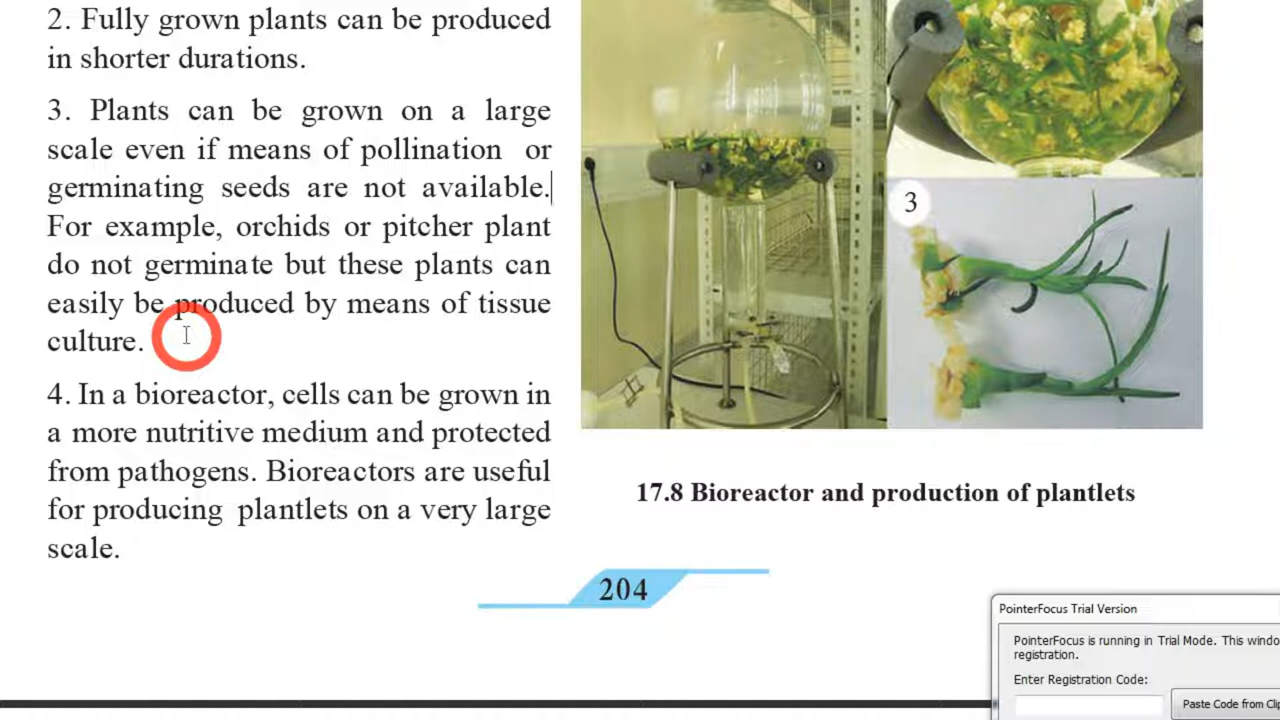 2. Fully grown plants can be produced
in shorter durations.
3. Plants can be grown on a large
scale even if means of pollination or
germinating seeds are not available.
For example, orchids or pitcher plant
do not germinate but these plants can
easily be produced by means of tissue
culture.
4. In a bioreactor, cells can be grown in
a more nutritive medium and protected
from pathogens. Bioreactors are useful
for producing plantlets on a very large
scale.
3
17.8 Bioreactor and production of plantlets
204
PointerFocus Trial Version
PointerFocus is running in Trial Mode. This
registration.
Enter Registration Code:
Paste Code from